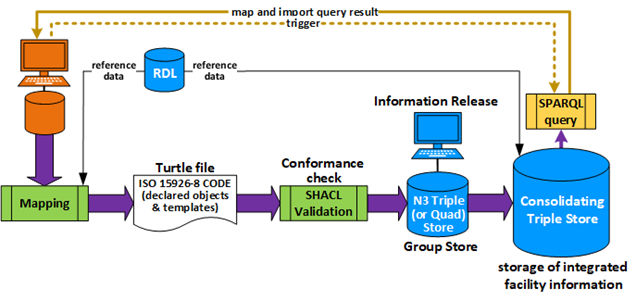 map and imoort query result
trigger
reference
data
RDL
reference
data
Information Release
SPARQL
query
Turtle file
ISO 15926-8 CODE
(declared objects
& templates)
Conformance
check
Mapping
SHACL
Validation
N3 Triple
(or Quad)
Store
Group Store
Consolidating
Triple Store
storage of integrated
facility information